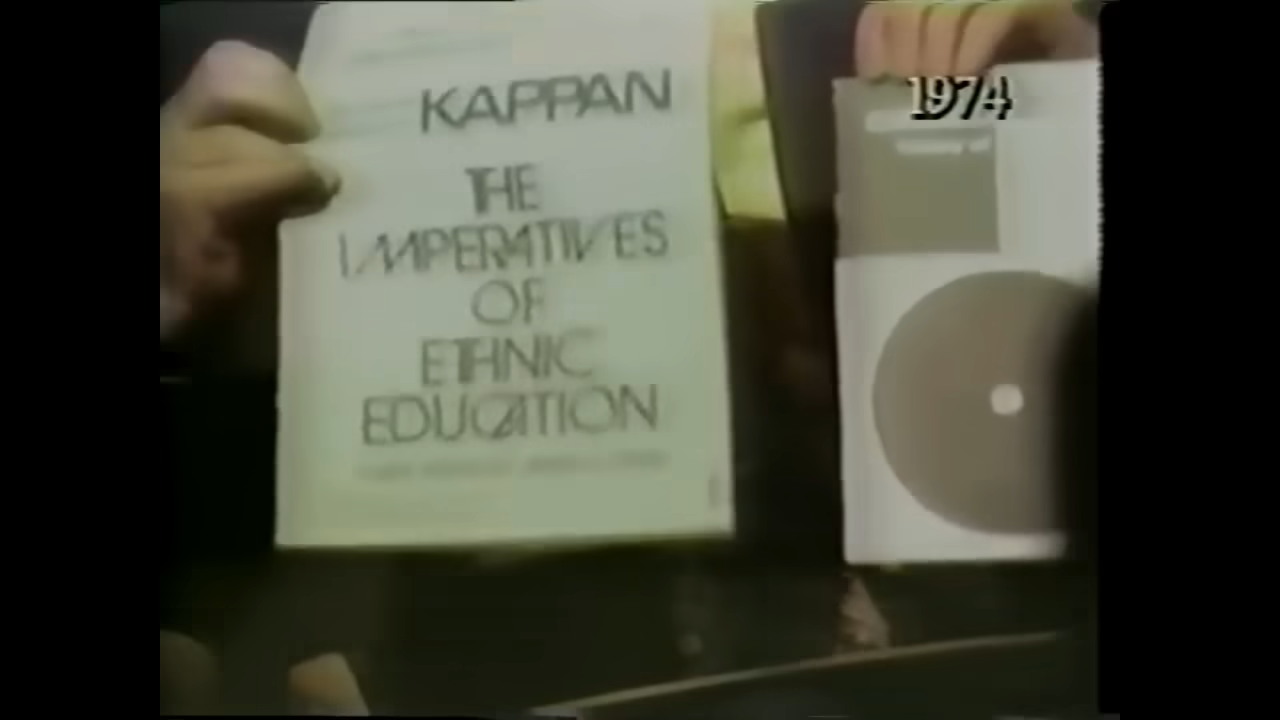 KAPPAN
THE
IMPERATIVES
OF
ETHNIC
EDUCATION
1974